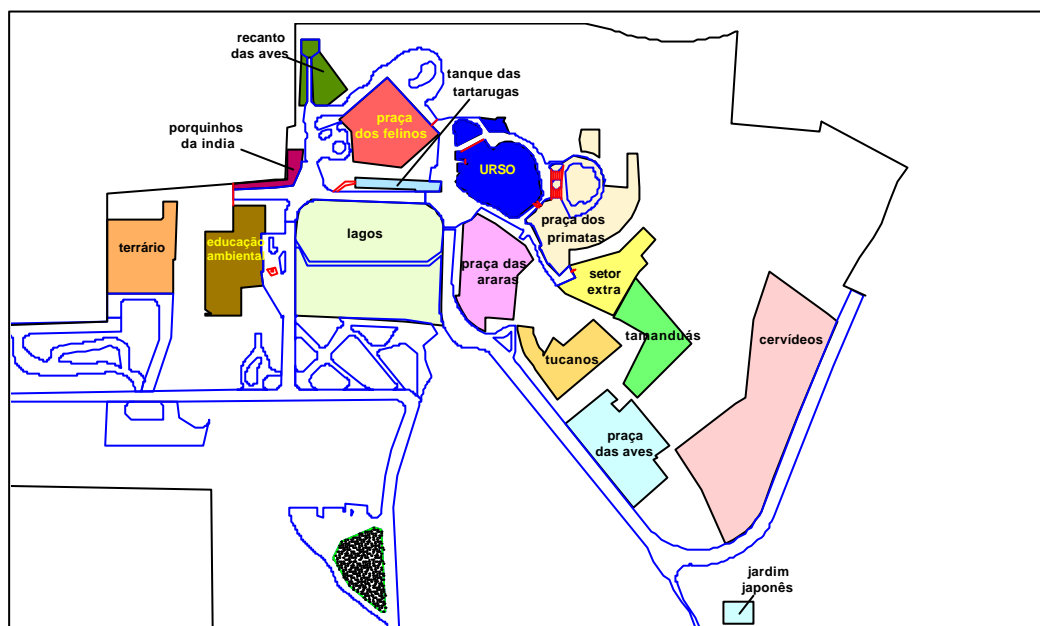 recanto
das aves
tanque das
tartarugas
praça
dos felinos
porquinhos
da india
URSO
praça dos
primatas
terrário
educação
ambiental
lagos
praça das
araras
setor
extra
tamanduás
cervídeos
tucanos
praça
das aves
jardim
japonês